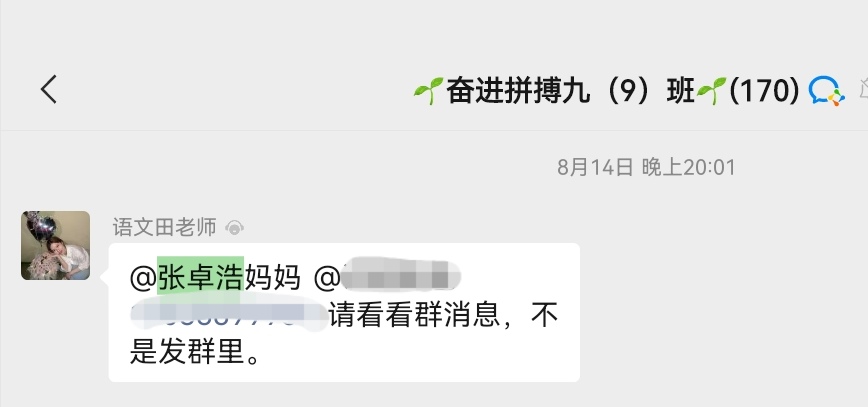 🌱奋进拼搏九（9）班🌱(170)
8月14日 晚上20:01
语文田老师
@张卓浩妈妈 @
请看看群消息，不
是发群里。